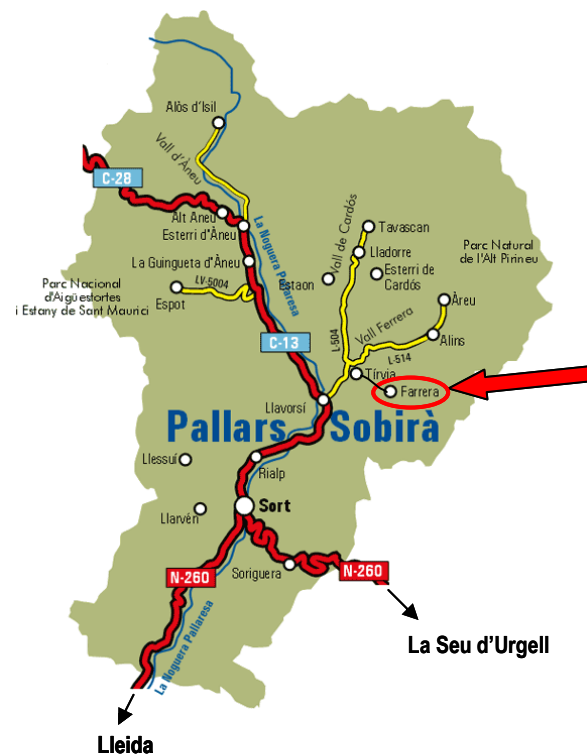 Alòs d'Isil
Vall d'Àneu
C-28
Alt Àneu
Esterri d'Àneu
La Noguera Pallaresa
Tavascan
Vall de Cardós
Lladorre
Parc Natural
de l'Alt Pirineu
La Guingueta d'Àneu
Esterri de
Cardós
Estaon
Parc Nacional
d'Aigüestortes
i Estany de Sant Maurici
LV-5004
Espot
Àreu
Vall Ferrera
Alins
C-13
L-504
L-514
Tírvia
Farrera
Llavorsí
Pallars Sobirà
Llessuí
Rialp
Llarvén
Sort
Soriguera
N-260
N-260
La Noguera Pallaresa
La Seu d'Urgell
Lleida